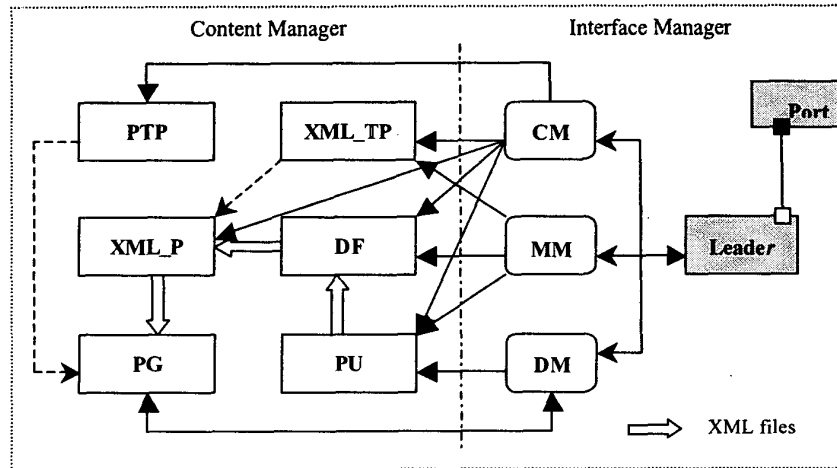 Content Manager
Interface Manager
PTP
XML_TP
CM
Port
XML_P
DF
MM
Leader
PG
PU
DM
XML files